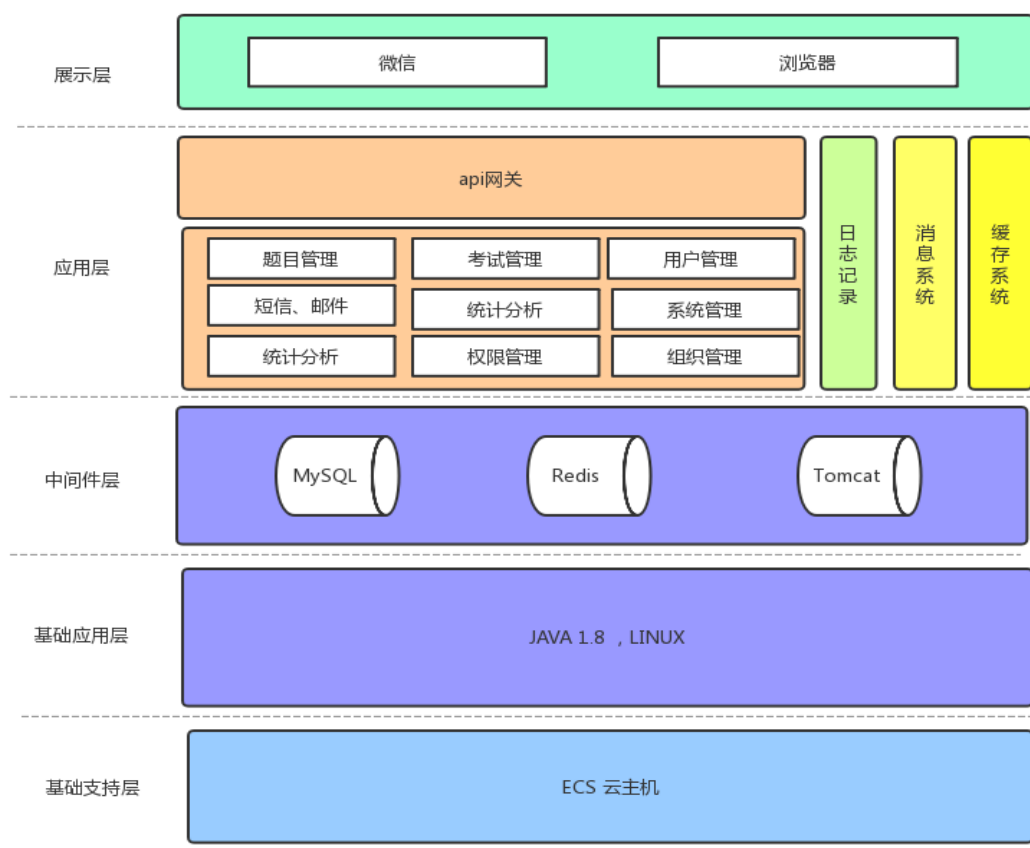 展示层
微信
浏览器
应用层
api网关
题目管理
考试管理
用户管理
短信、邮件
统计分析
系统管理
统计分析
权限管理
组织管理
日志记录
消息系统
缓存系统
中间件层
MySQL
Redis
Tomcat
基础应用层
JAVA 1.8 ，LINUX
基础支持层
ECS 云主机